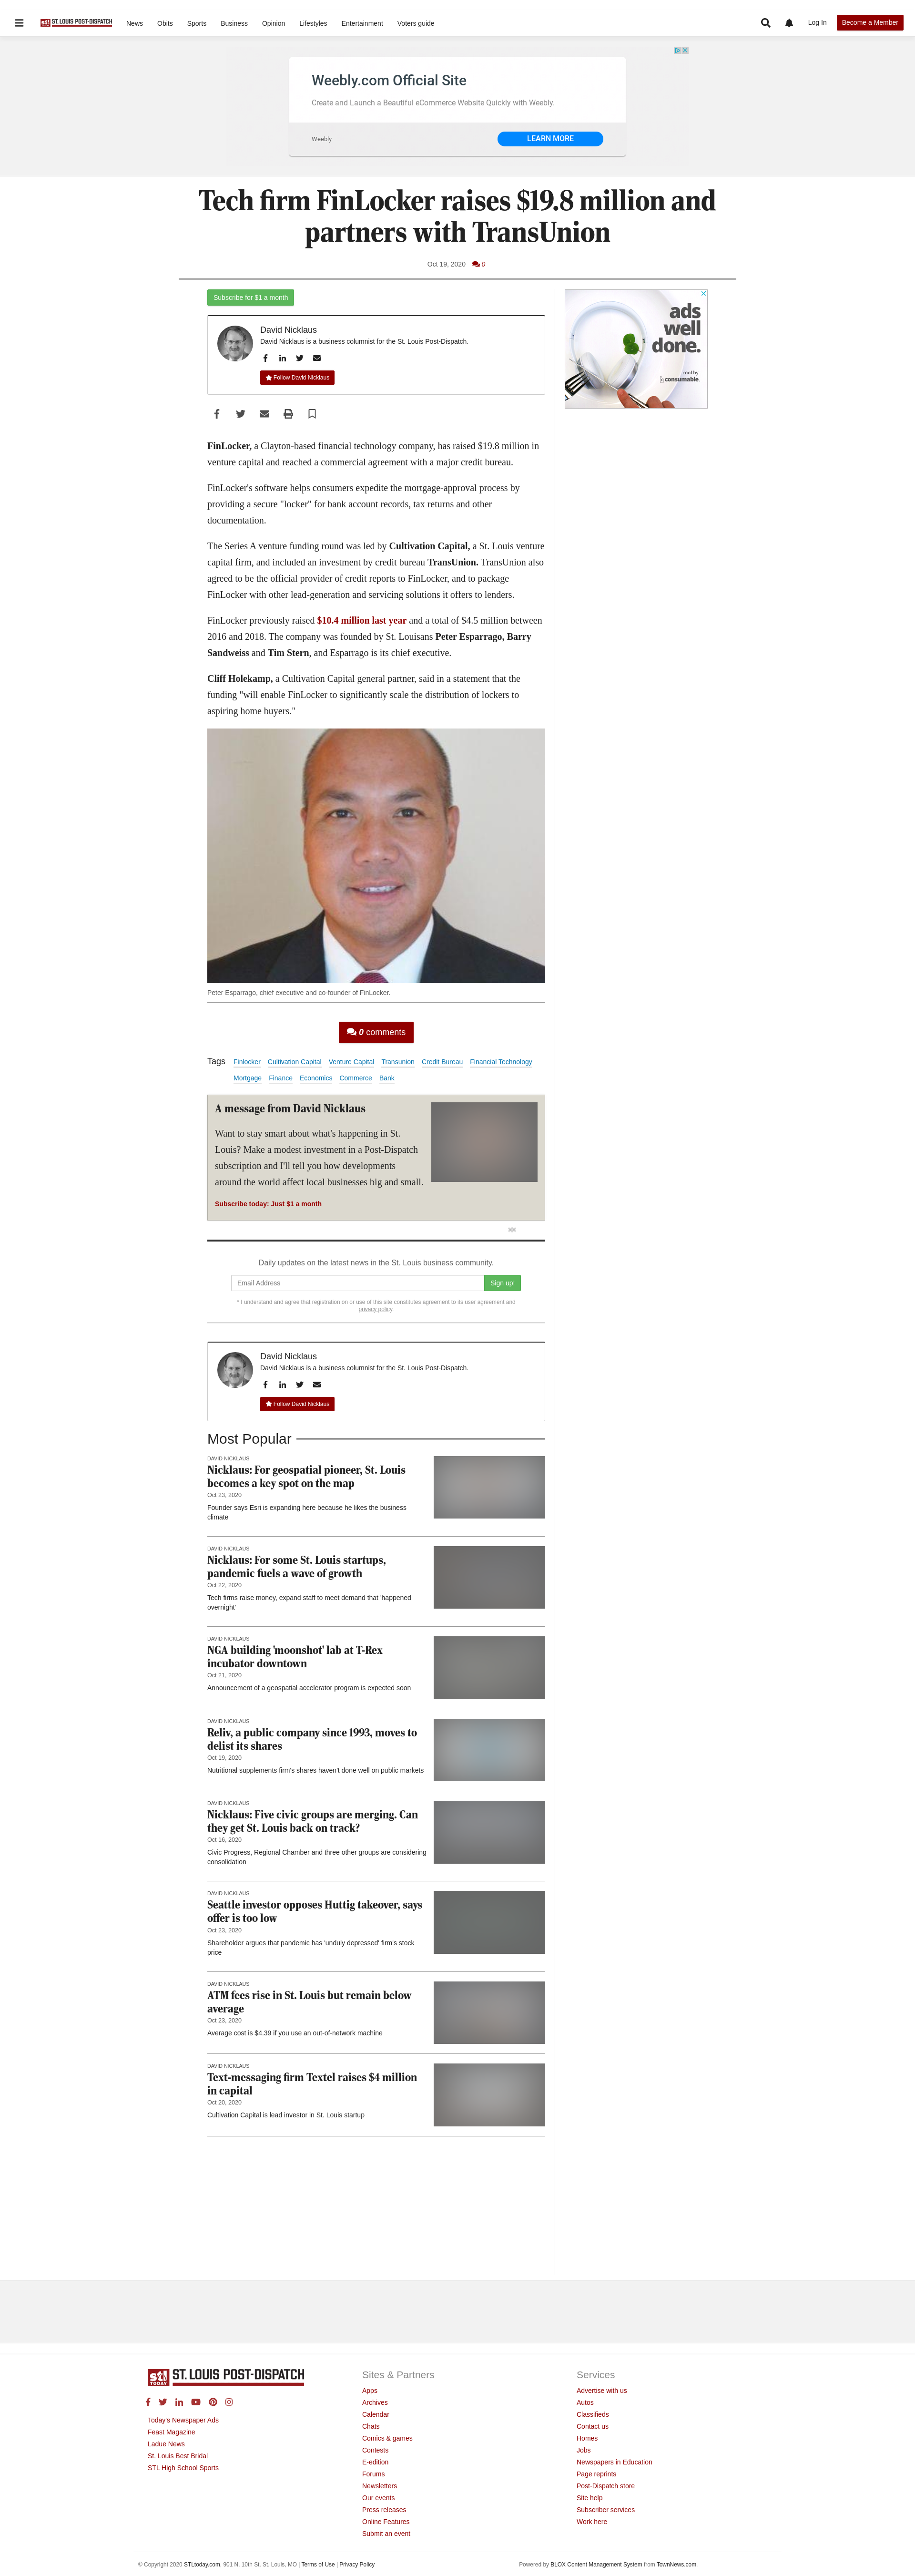 ST. LOUIS POST-DISPATCH
News Obits Sports Business Opinion Lifestyles Entertainment Voters guide
Log In Become a Member
Weebly.com Official Site
Create and Launch a Beautiful eCommerce Website Quickly with Weebly.
Weebly LEARN MORE
Tech firm FinLocker raises $19.8 million and
partners with TransUnion
Oct 19, 2020 0
Subscribe for $1 a month
David Nicklaus
David Nicklaus is a business columnist for the St. Louis Post-Dispatch.
Follow David Nicklaus
ads
well
done.
consumable.
FinLocker, a Clayton-based financial technology company, has raised $19.8 million in
venture capital and reached a commercial agreement with a major credit bureau.
FinLocker's software helps consumers expedite the mortgage-approval process by
providing a secure "locker" for bank account records, tax returns and other
documentation.
The Series A venture funding round was led by Cultivation Capital, a St. Louis venture
capital firm, and included an investment by credit bureau TransUnion. TransUnion also
agreed to be the official provider of credit reports to FinLocker, and to package
FinLocker with other lead-generation and servicing solutions it offers to lenders.
FinLocker previously raised $10.4 million last year and a total of $4.5 million between
2016 and 2018. The company was founded by St. Louisans Peter Esparrago, Barry
Sandweiss and Tim Stern, and Esparrago is its chief executive.
Cliff Holekamp, a Cultivation Capital general partner, said in a statement that the
funding "will enable FinLocker to significantly scale the distribution of lockers to
aspiring home buyers."
Peter Esparrago, chief executive and co-founder of FinLocker.
0 comments
Tags Finlocker Cultivation Capital Venture Capital Transunion Credit Bureau Financial Technology
Mortgage Finance Economics Commerce Bank
A message from David Nicklaus
Want to stay smart about what's happening in St.
Louis? Make a modest investment in a Post-Dispatch
subscription and I'll tell you how developments
around the world affect local businesses big and small.
Subscribe today: Just $1 a month
Daily updates on the latest news in the St. Louis business community.
Email Address Sign up!
* I understand and agree that registration on or use of this site constitutes agreement to its user agreement and
privacy policy.
David Nicklaus
David Nicklaus is a business columnist for the St. Louis Post-Dispatch.
Follow David Nicklaus
Most Popular
DAVID NICKLAUS
Nicklaus: For geospatial pioneer, St. Louis
becomes a key spot on the map
Oct 23, 2020
Founder says Esri is expanding here because he likes the business
climate
DAVID NICKLAUS
Nicklaus: For some St. Louis startups,
pandemic fuels a wave of growth
Oct 22, 2020
Tech firms raise money, expand staff to meet demand that 'happened
overnight'
DAVID NICKLAUS
NGA building 'moonshot' lab at T-Rex
incubator downtown
Oct 21, 2020
Announcement of a geospatial accelerator program is expected soon
DAVID NICKLAUS
Reliv, a public company since 1993, moves to
delist its shares
Oct 19, 2020
Nutritional supplements firm's shares haven't done well on public markets
DAVID NICKLAUS
Nicklaus: Five civic groups are merging. Can
they get St. Louis back on track?
Oct 16, 2020
Civic Progress, Regional Chamber and three other groups are considering
consolidation
DAVID NICKLAUS
Seattle investor opposes Huttig takeover, says
offer is too low
Oct 23, 2020
Shareholder argues that pandemic has 'unduly depressed' firm's stock
price
DAVID NICKLAUS
ATM fees rise in St. Louis but remain below
average
Oct 23, 2020
Average cost is $4.39 if you use an out-of-network machine
DAVID NICKLAUS
Text-messaging firm Textel raises $4 million
in capital
Oct 20, 2020
Cultivation Capital is lead investor in St. Louis startup
stl TODAY ST. LOUIS POST-DISPATCH
Today's Newspaper Ads
Feast Magazine
Ladue News
St. Louis Best Bridal
STL High School Sports
Sites & Partners
Apps
Archives
Calendar
Chats
Comics & games
Contests
E-edition
Forums
Newsletters
Our events
Press releases
Online Features
Submit an event
Services
Advertise with us
Autos
Classifieds
Contact us
Homes
Jobs
Newspapers in Education
Page reprints
Post-Dispatch store
Site help
Subscriber services
Work here
© Copyright 2020 STLtoday.com, 901 N. 10th St. St. Louis, MO | Terms of Use | Privacy Policy
Powered by BLOX Content Management System from TownNews.com.